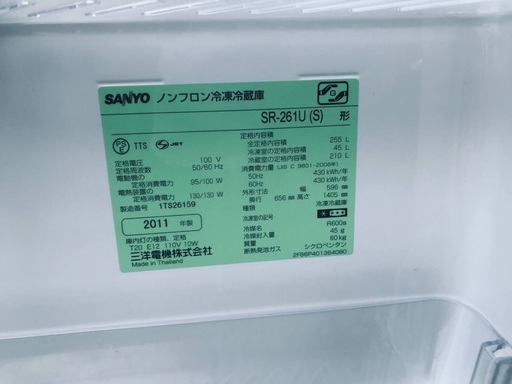 SANYO ノンフロン冷凍冷蔵庫
SR-261U (S) 形
PSE TTS S-JET
定格電圧 100 V
定格周波数 50/60 Hz
電動機の
定格消費電力 95/100 W
電熱装置の
定格消費電力 130/130 W
製造番号 1TS26159
2011 年製
庫内灯の種類、定格
T20 E12 110V 10W
三洋電機株式会社
Made in Thailand
定格内容積
全定格内容積 255 L
冷凍室の定格内容積 45 L
冷蔵室の定格内容積 210 L
消費電力量 (JIS C 9801-2006年)
50Hz 430 kWh/年
60Hz 430 kWh/年
外形寸法 幅 596 mm
奥行 656 mm 高さ 1405 mm
種類 冷凍冷蔵庫
冷凍室の記号
冷媒 R600a
冷媒封入量 45 g
質量 60 kg
断熱発泡ガス シクロペンタン
2FB6P401364080